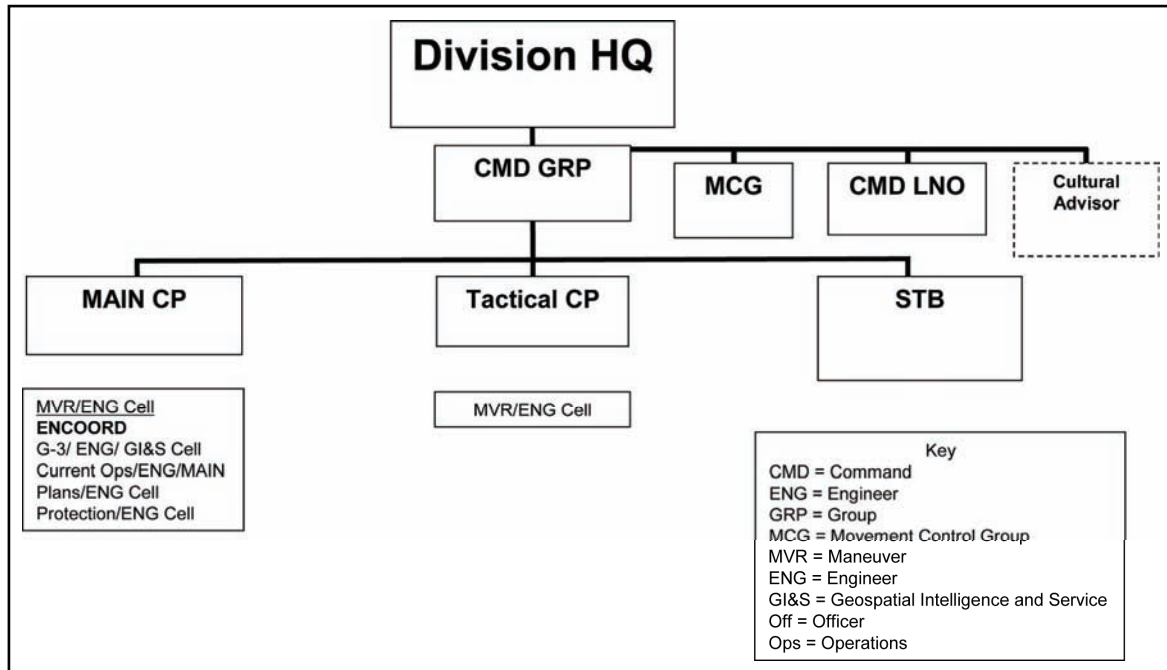 Division HQ
CMD GRP
MCG
CMD LNO
Cultural
Advisor
MAIN CP
Tactical CP
STB
MVR/ENG Cell
ENCOORD
G-3/ ENG/ GI&S Cell
Current Ops/ENG/MAIN
Plans/ENG Cell
Protection/ENG Cell
MVR/ENG Cell
Key
CMD = Command
ENG = Engineer
GRP = Group
MCG = Movement Control Group
MVR = Maneuver
ENG = Engineer
GI&S = Geospatial Intelligence and Service
Off = Officer
Ops = Operations